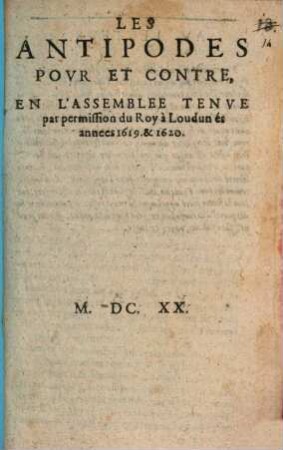 LES
ANTIPODES
POVR ET CONTRE,
EN L'ASSEMBLEE TENVE
par permission du Roy à Loudun és
annees 1619. & 1620.
M. DC. XX.
14